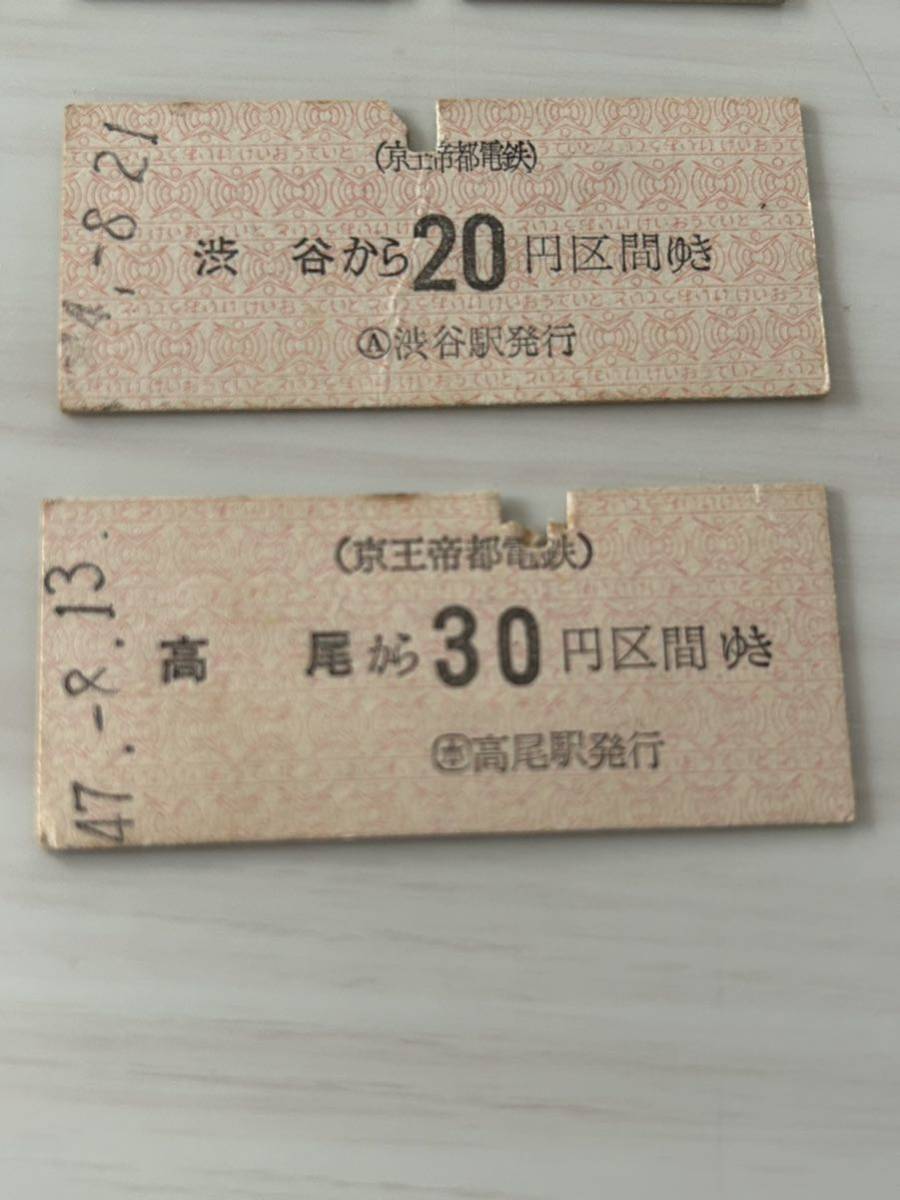 (京王帝都電鉄)
渋谷から20円区間ゆき
Ⓐ渋谷駅発行
-8.21
(京王帝都電鉄)
高尾から30円区間ゆき
高尾駅発行
47.-8.13.